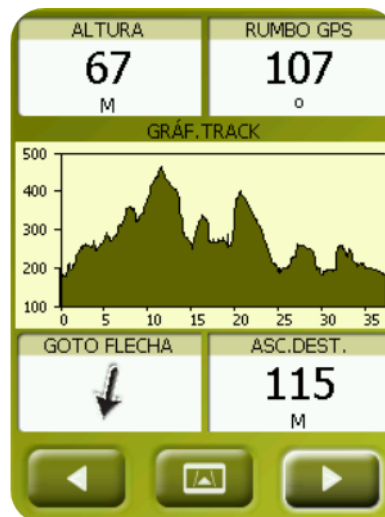 ALTURA
RUMBO GPS
67
107
M
°
GRÁF.TRACK
500
400
300
200
100
0 5 10 15 20 25 30 35
GOTO FLECHA
ASC.DEST.
115
M